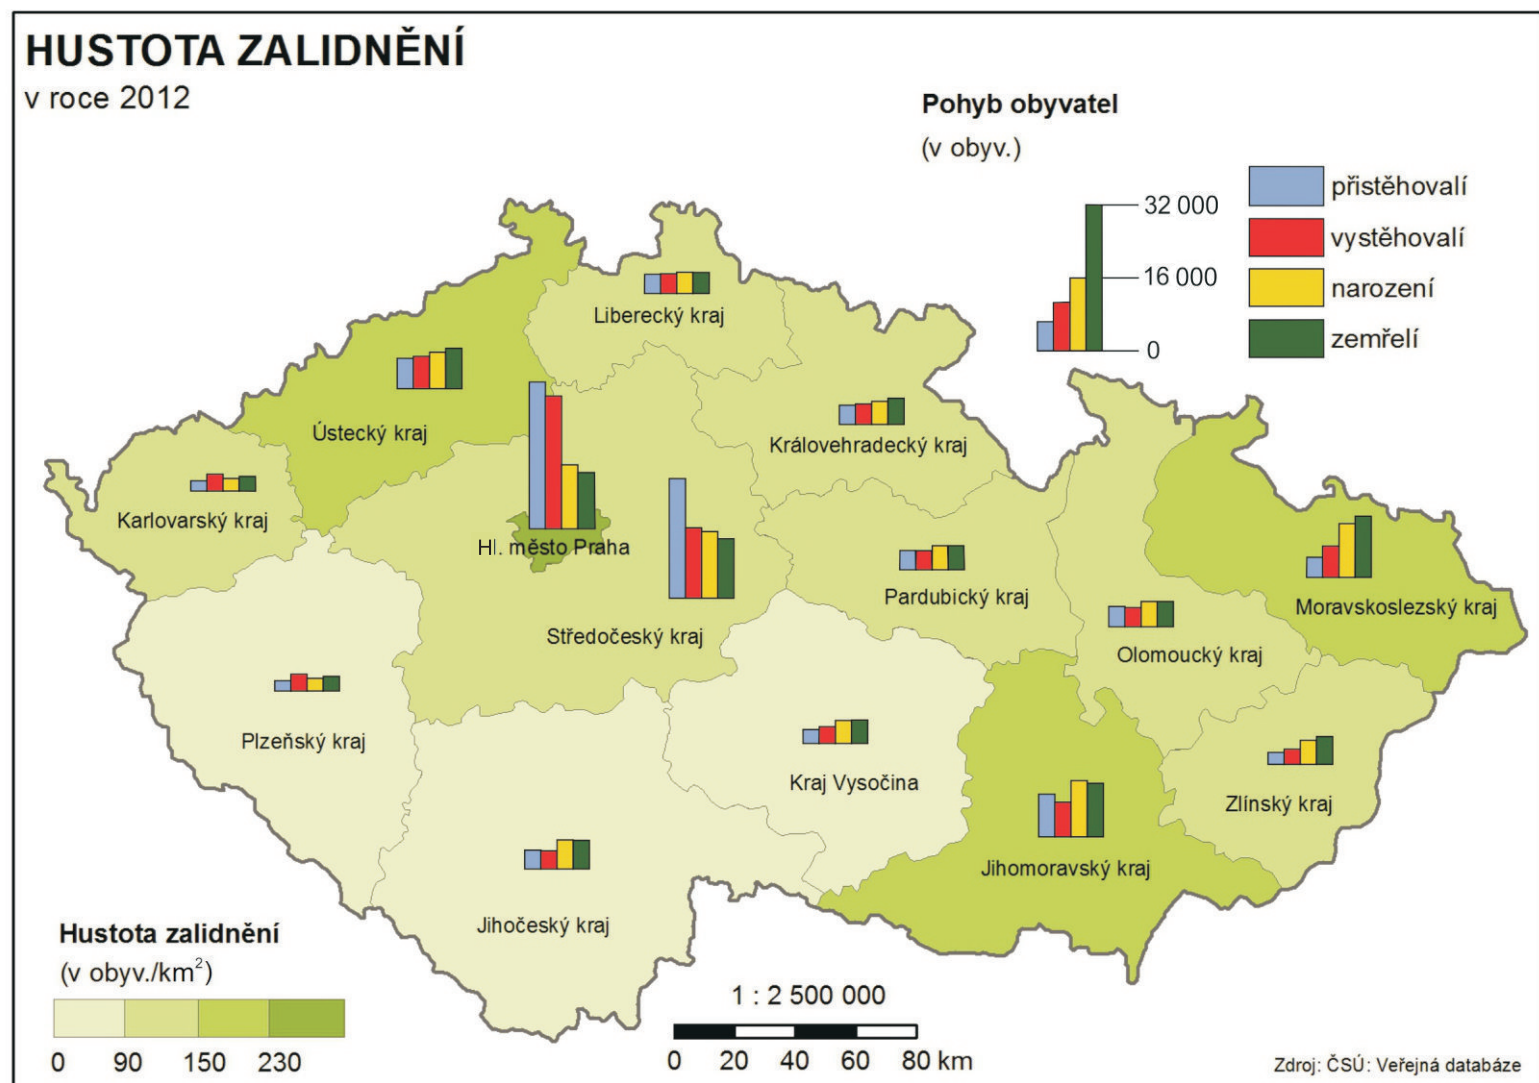 HUSTOTA ZALIDNĚNÍ
v roce 2012
Pohyb obyvatel
(v obyv.)
32 000
16 000
0
přistěhovalí
vystěhovalí
narození
zemřelí
Liberecký kraj
Ústecký kraj
Královehradecký kraj
Karlovarský kraj
Hl. město Praha
Pardubický kraj
Moravskoslezský kraj
Středočeský kraj
Olomoucký kraj
Plzeňský kraj
Kraj Vysočina
Zlínský kraj
Jihomoravský kraj
Jihočeský kraj
Hustota zalidnění
(v obyv./km²)
0 90 150 230
1 : 2 500 000
0 20 40 60 80 km
Zdroj: ČSÚ: Veřejná databáze